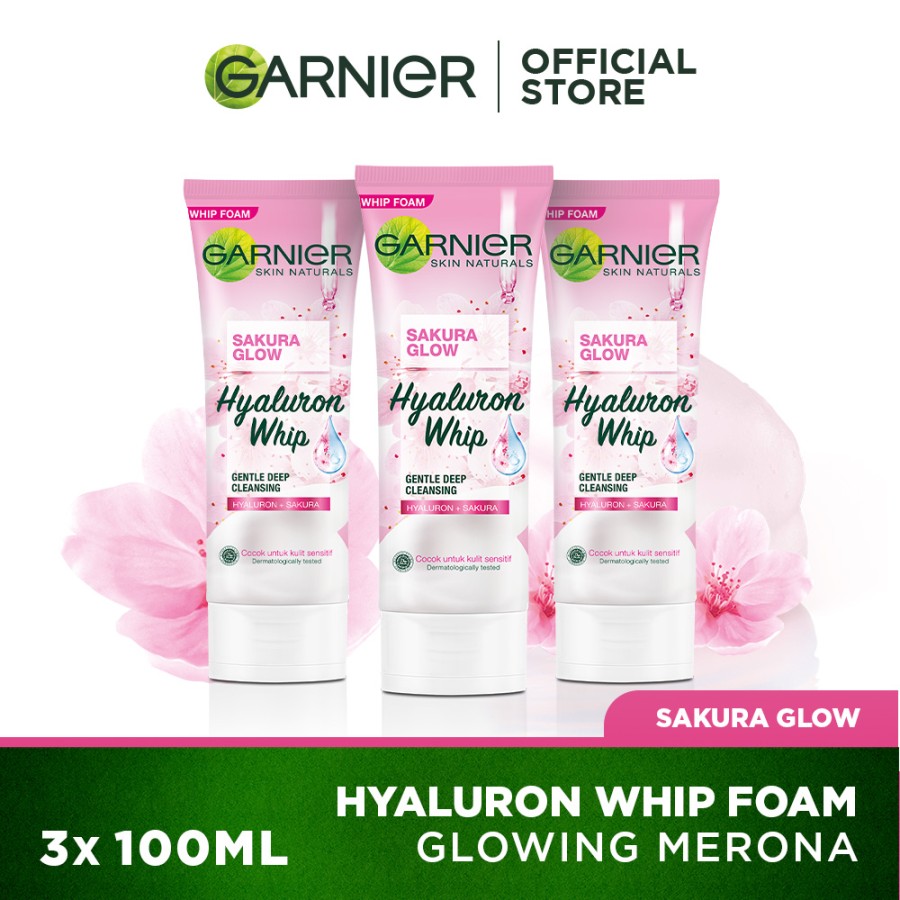 GARNIER
OFFICIAL
STORE
WHIP FOAM
GARNIER
SKIN NATURALS
SAKURA
GLOW
Hyaluron
Whip
GENTLE DEEP
CLEANSING
HYALURON + SAKURA
Cocok untuk kulit sensitif
Dermatologically tested
WHIP FOAM
GARNIER
SKIN NATURALS
SAKURA
GLOW
Hyaluron
Whip
GENTLE DEEP
CLEANSING
HYALURON + SAKURA
Cocok untuk kulit sensitif
Dermatologically tested
HIP FOAM
GARNIER
SKIN NATURALS
SAKURA
GLOW
Hyaluron
Whip
GENTLE DEEP
CLEANSING
HYALURON + SAKURA
Cocok untuk kulit sensitif
Dermatologically tested
SAKURA GLOW
3x 100ML
HYALURON WHIP FOAM
GLOWING MERONA